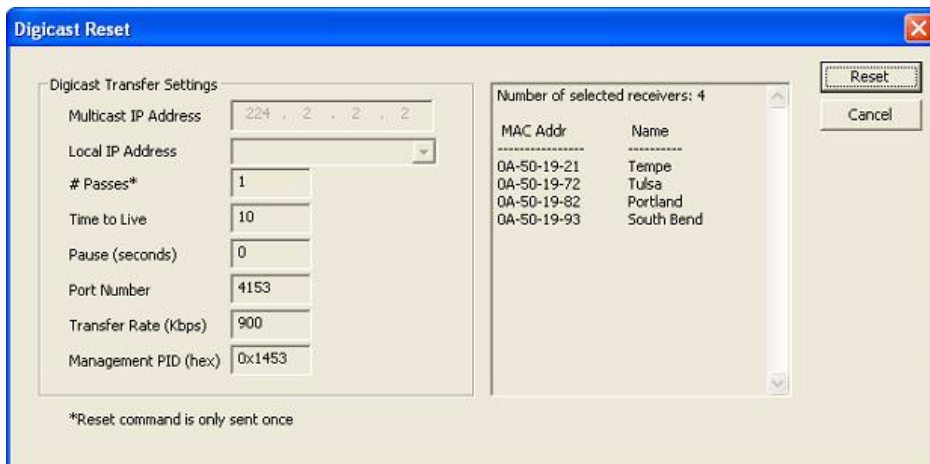 Digicast Reset
Digicast Transfer Settings
Multicast IP Address 224 . 2 . 2 . 2
Local IP Address
# Passes* 1
Time to Live 10
Pause (seconds) 0
Port Number 4153
Transfer Rate (Kbps) 900
Management PID (hex) 0x1453
*Reset command is only sent once
Number of selected receivers: 4
MAC Addr Name
---------------- ----------
0A-50-19-21 Tempe
0A-50-19-72 Tulsa
0A-50-19-82 Portland
0A-50-19-93 South Bend
Reset
Cancel